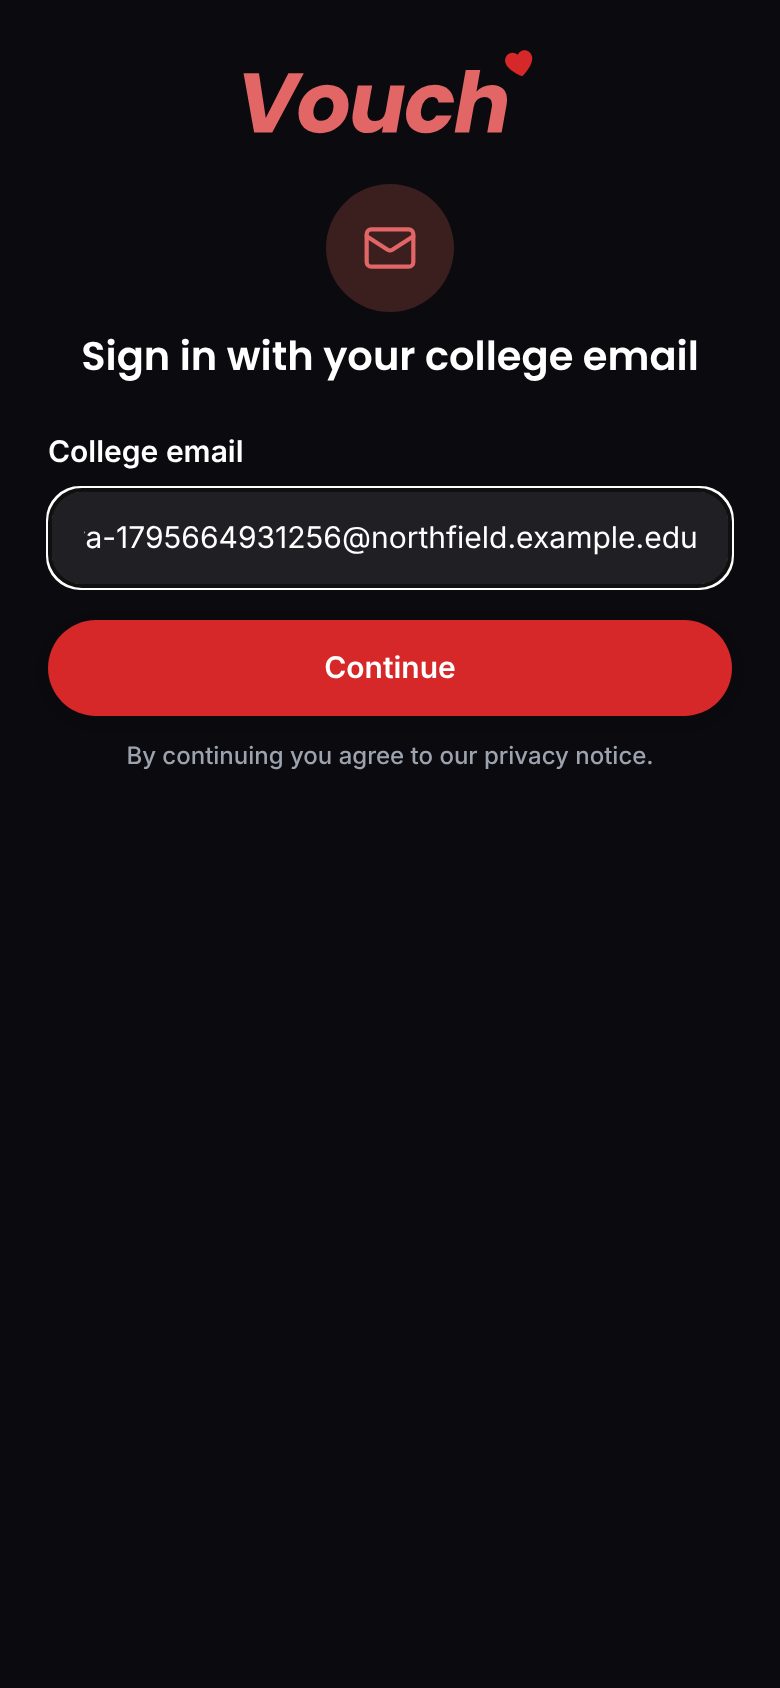 Vouch
Sign in with your college email
College email
a-1795664931256@northfield.example.edu
Continue
By continuing you agree to our privacy notice.